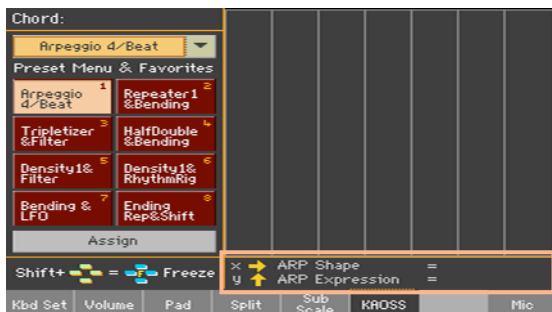 Chord:
Arpeggio 4/Beat
Preset Menu & Favorites
Arpeggio 4/Beat 1
Repeater1 &Bending 2
Tripletizer &Filter 3
HalfDouble &Bending 4
Density1& Filter 5
Density1& RhythmRig 6
Bending & LFO 7
Ending Rep&Shift 8
Assign
Shift+ = F Freeze
x ARP Shape =
y ARP Expression =
Kbd Set Volume Pad Split Sub Scale KAOSS Mic